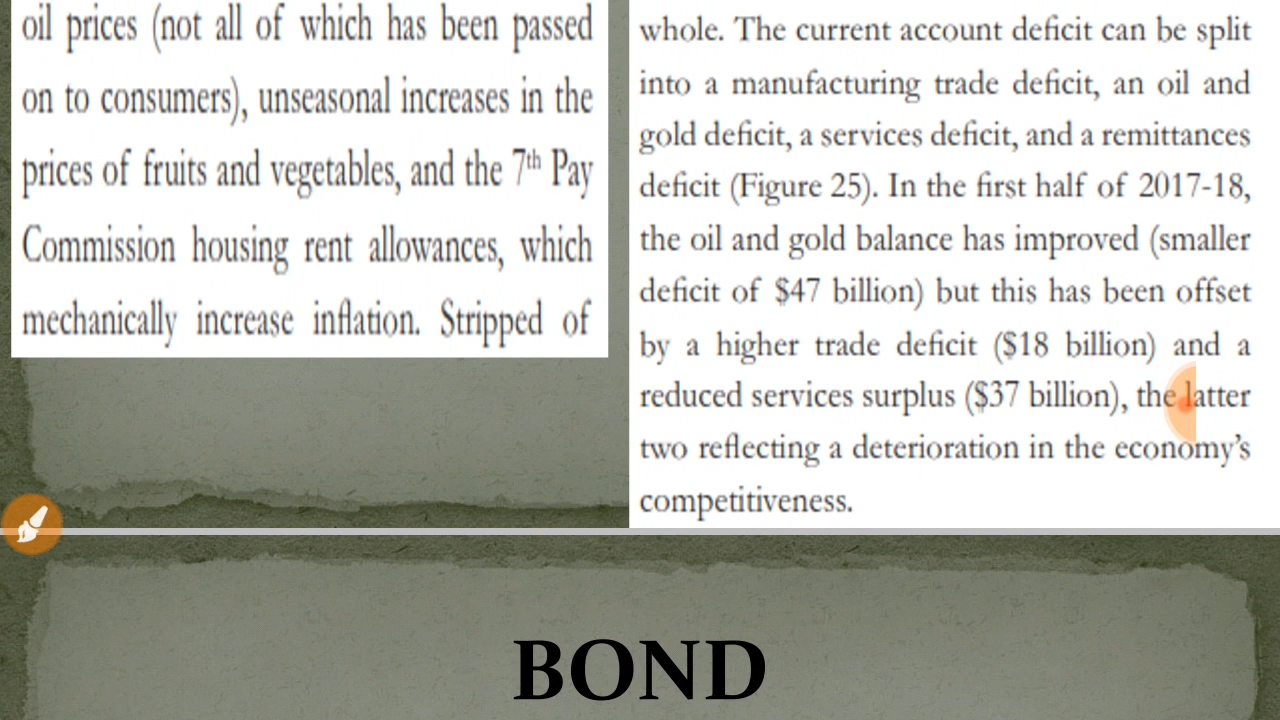 oil prices (not all of which has been passed
on to consumers), unseasonal increases in the
prices of fruits and vegetables, and the 7th Pay
Commission housing rent allowances, which
mechanically increase inflation. Stripped of
whole. The current account deficit can be split
into a manufacturing trade deficit, an oil and
gold deficit, a services deficit, and a remittances
deficit (Figure 25). In the first half of 2017-18,
the oil and gold balance has improved (smaller
deficit of $47 billion) but this has been offset
by a higher trade deficit ($18 billion) and a
reduced services surplus ($37 billion), the latter
two reflecting a deterioration in the economy's
competitiveness.
BOND